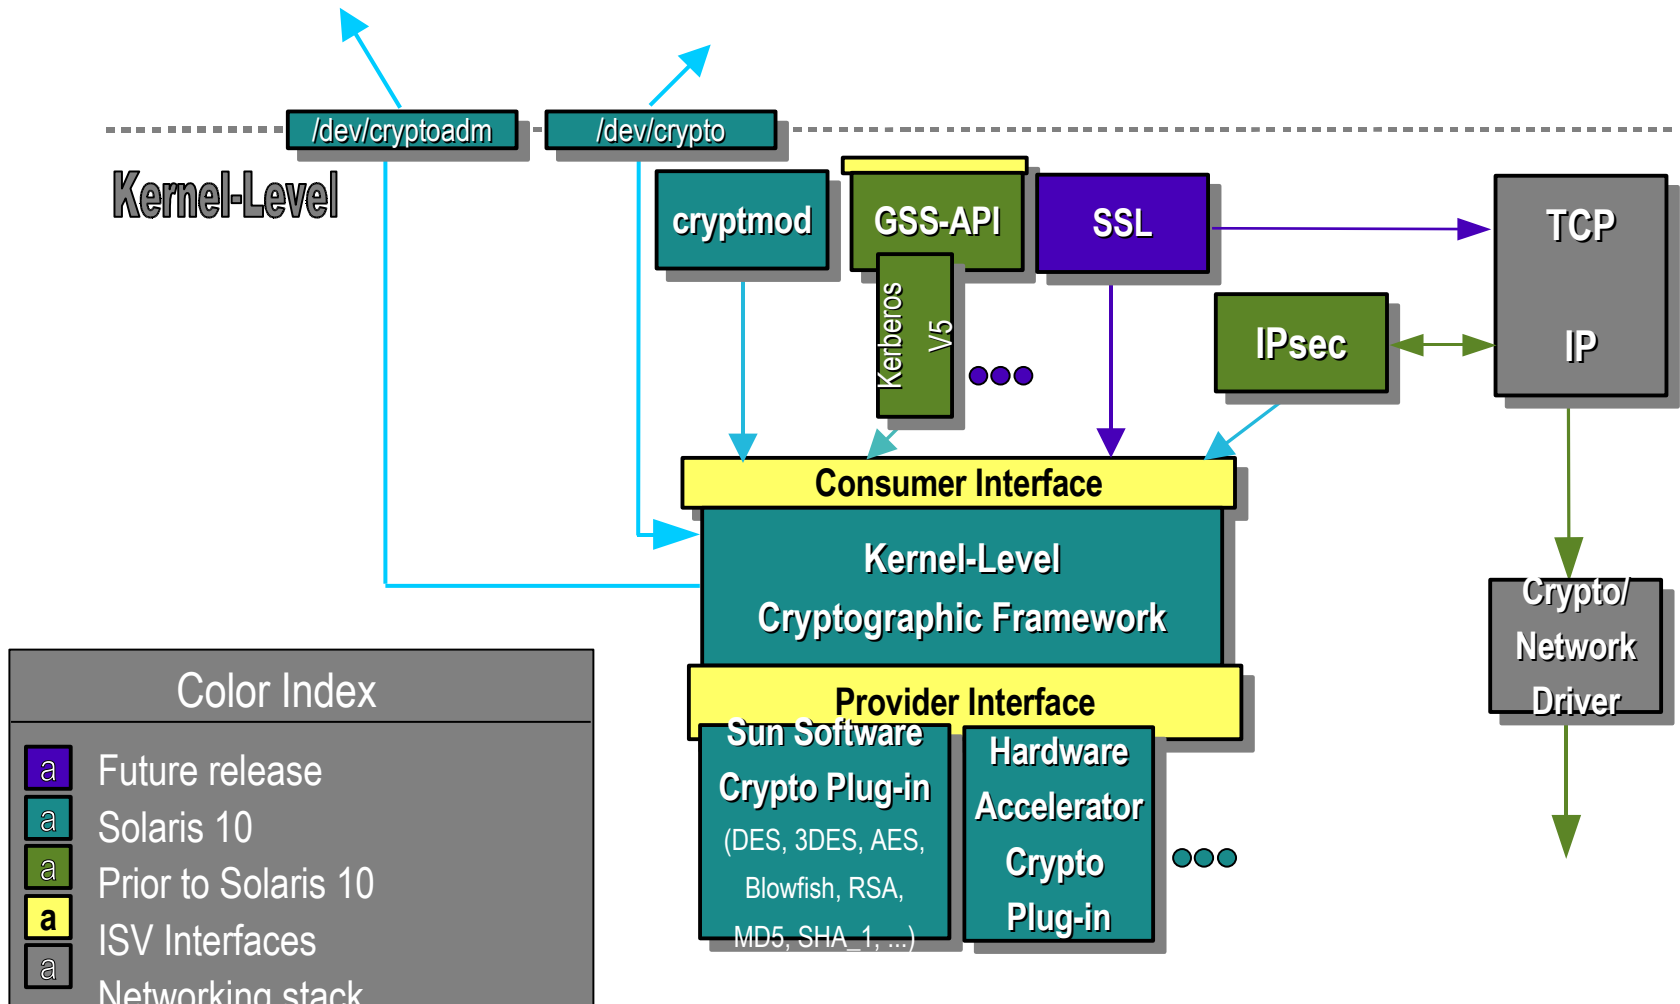 /dev/cryptoadm
/dev/crypto
Kernel-Level
cryptmod
GSS-API
SSL
TCP
IP
Kerberos
V5
IPsec
Consumer Interface
Kernel-Level
Cryptographic Framework
Provider Interface
Sun Software
Crypto Plug-in
(DES, 3DES, AES,
Blowfish, RSA,
MD5, SHA_1, ...)
Hardware
Accelerator
Crypto
Plug-in
Crypto/
Network
Driver
Color Index
a Future release
a Solaris 10
a Prior to Solaris 10
a ISV Interfaces
a Networking stack